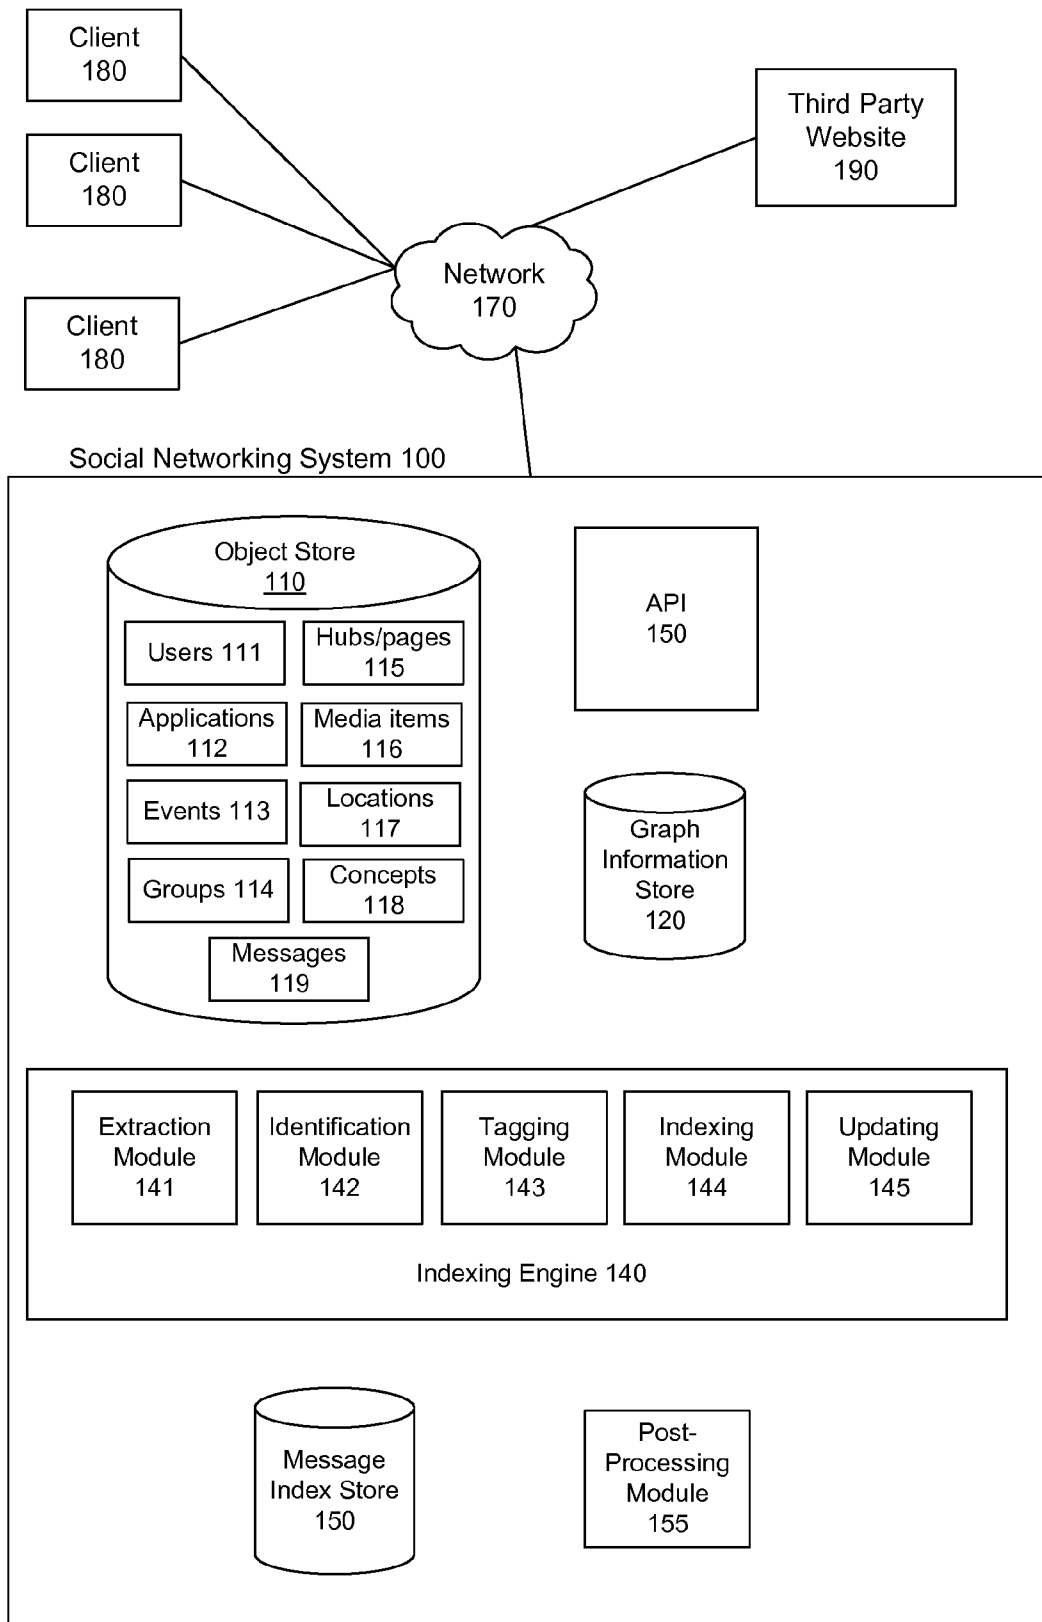 Client
180
Client
180
Client
180
Third Party
Website
190
Network
170
Social Networking System 100
Object Store
110
Users 111
Hubs/pages
115
Applications
112
Media items
116
Events 113
Locations
117
Groups 114
Concepts
118
Messages
119
API
150
Graph
Information
Store
120
Extraction
Module
141
Identification
Module
142
Tagging
Module
143
Indexing
Module
144
Updating
Module
145
Indexing Engine 140
Message
Index Store
150
Post-
Processing
Module
155